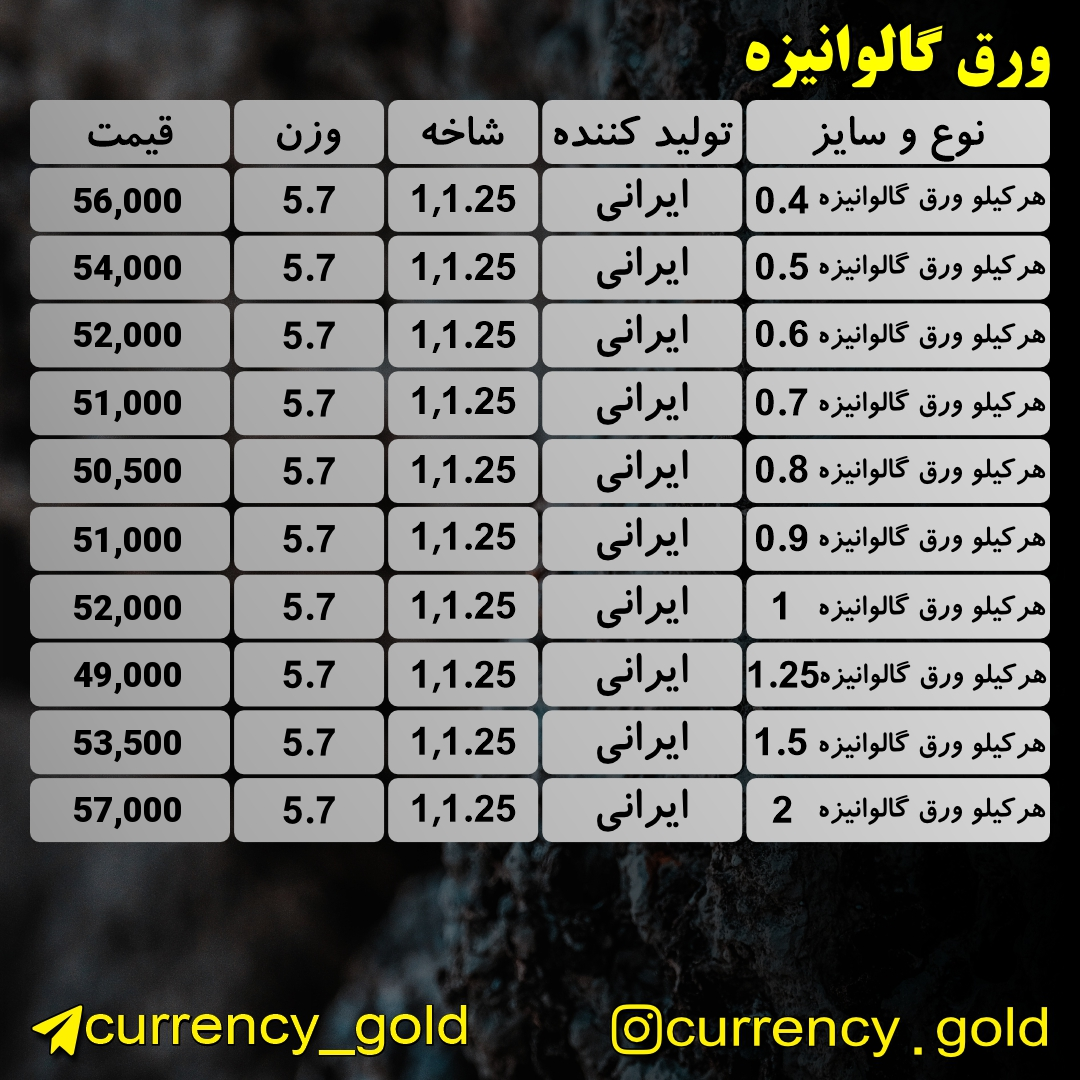 ورق گالوانیزه
نوع و سایز تولید کننده شاخه وزن قیمت
هرکیلو ورق گالوانیزه 0.4 ایرانی 1,1.25 5.7 56,000
هرکیلو ورق گالوانیزه 0.5 ایرانی 1,1.25 5.7 54,000
هرکیلو ورق گالوانیزه 0.6 ایرانی 1,1.25 5.7 52,000
هرکیلو ورق گالوانیزه 0.7 ایرانی 1,1.25 5.7 51,000
هرکیلو ورق گالوانیزه 0.8 ایرانی 1,1.25 5.7 50,500
هرکیلو ورق گالوانیزه 0.9 ایرانی 1,1.25 5.7 51,000
هرکیلو ورق گالوانیزه 1 ایرانی 1,1.25 5.7 52,000
هرکیلو ورق گالوانیزه 1.25 ایرانی 1,1.25 5.7 49,000
هرکیلو ورق گالوانیزه 1.5 ایرانی 1,1.25 5.7 53,500
هرکیلو ورق گالوانیزه 2 ایرانی 1,1.25 5.7 57,000
currency_gold currency.gold